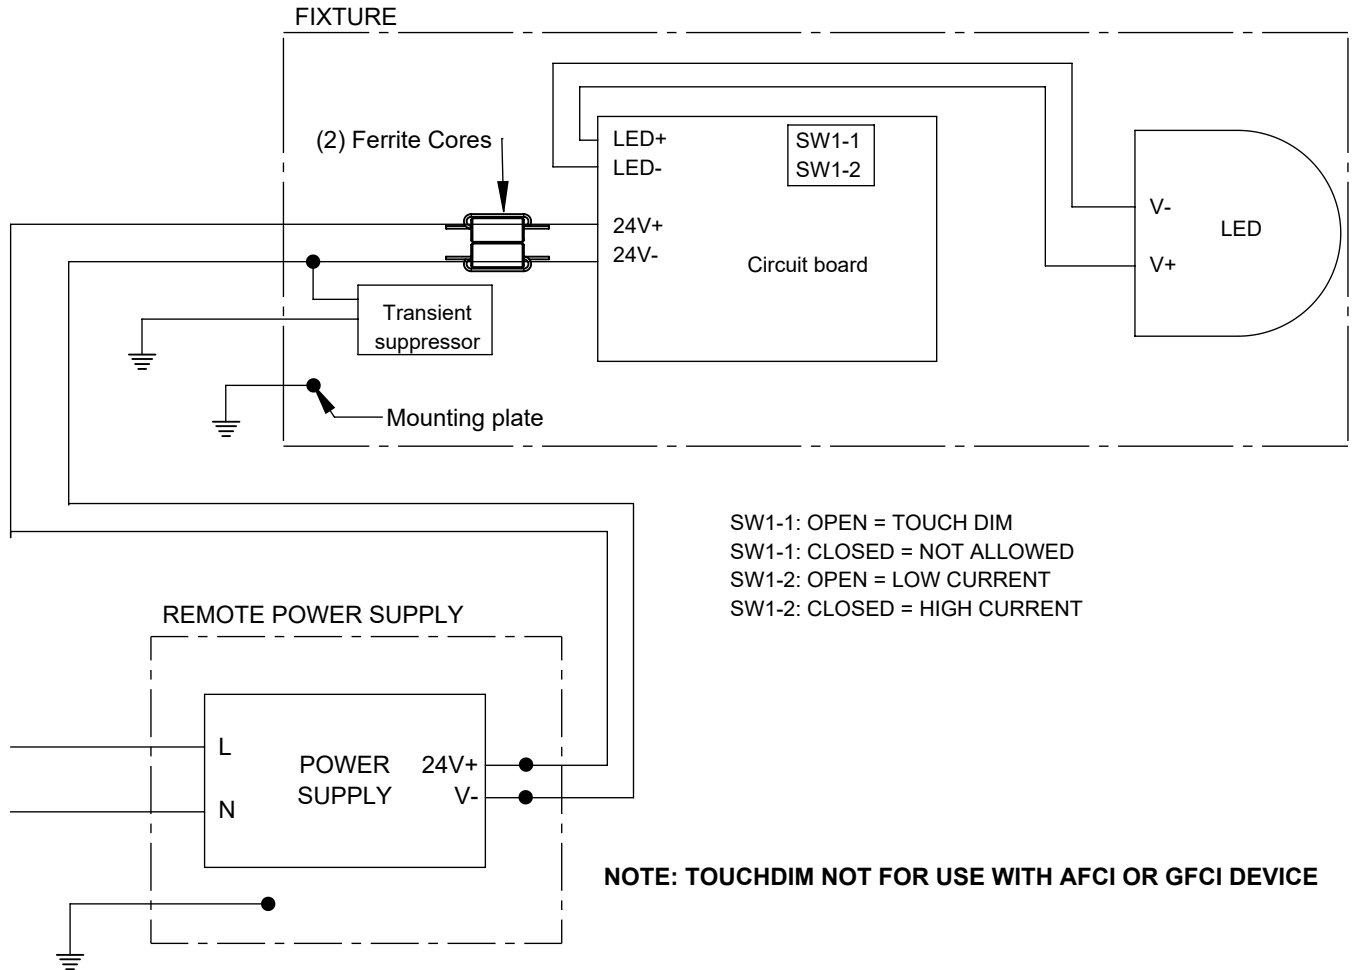 FIXTURE
(2) Ferrite Cores
LED+
LED-
SW1-1
SW1-2
24V+
24V-
Circuit board
V-
LED
V+
Transient
suppressor
Mounting plate
SW1-1: OPEN = TOUCH DIM
SW1-1: CLOSED = NOT ALLOWED
SW1-2: OPEN = LOW CURRENT
SW1-2: CLOSED = HIGH CURRENT
REMOTE POWER SUPPLY
L
N
POWER
SUPPLY
24V+
V-
NOTE: TOUCHDIM NOT FOR USE WITH AFCI OR GFCI DEVICE